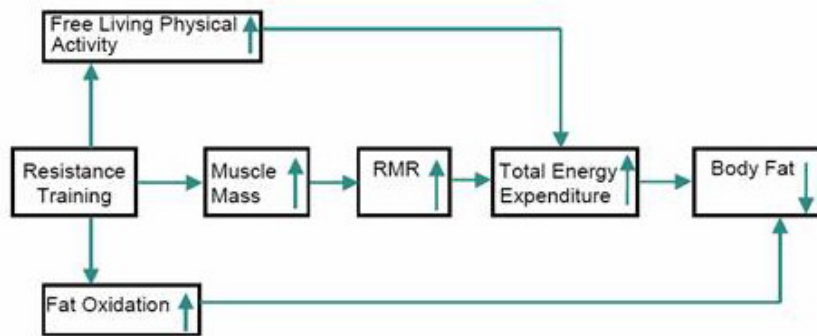 Free Living Physical
Activity
Resistance
Training
Muscle
Mass
RMR
Total Energy
Expenditure
Body Fat
Fat Oxidation